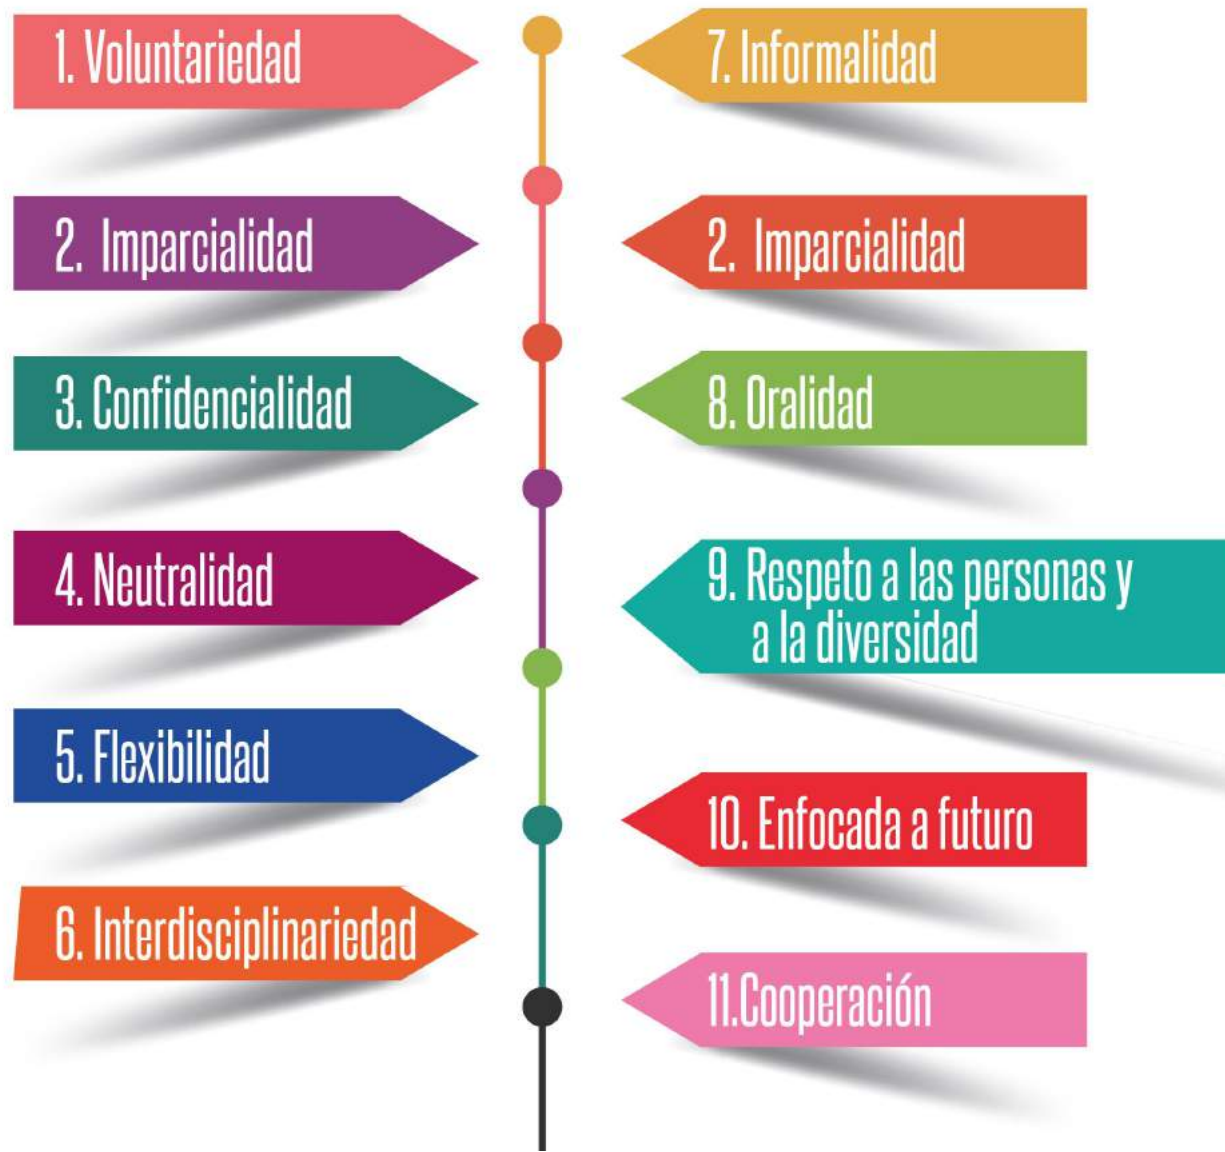 1. Voluntariedad
2. Imparcialidad
3. Confidencialidad
4. Neutralidad
5. Flexibilidad
6. Interdisciplinariedad
7. Informalidad
2. Imparcialidad
8. Oralidad
9. Respeto a las personas y
a la diversidad
10. Enfocada a futuro
11.Cooperación